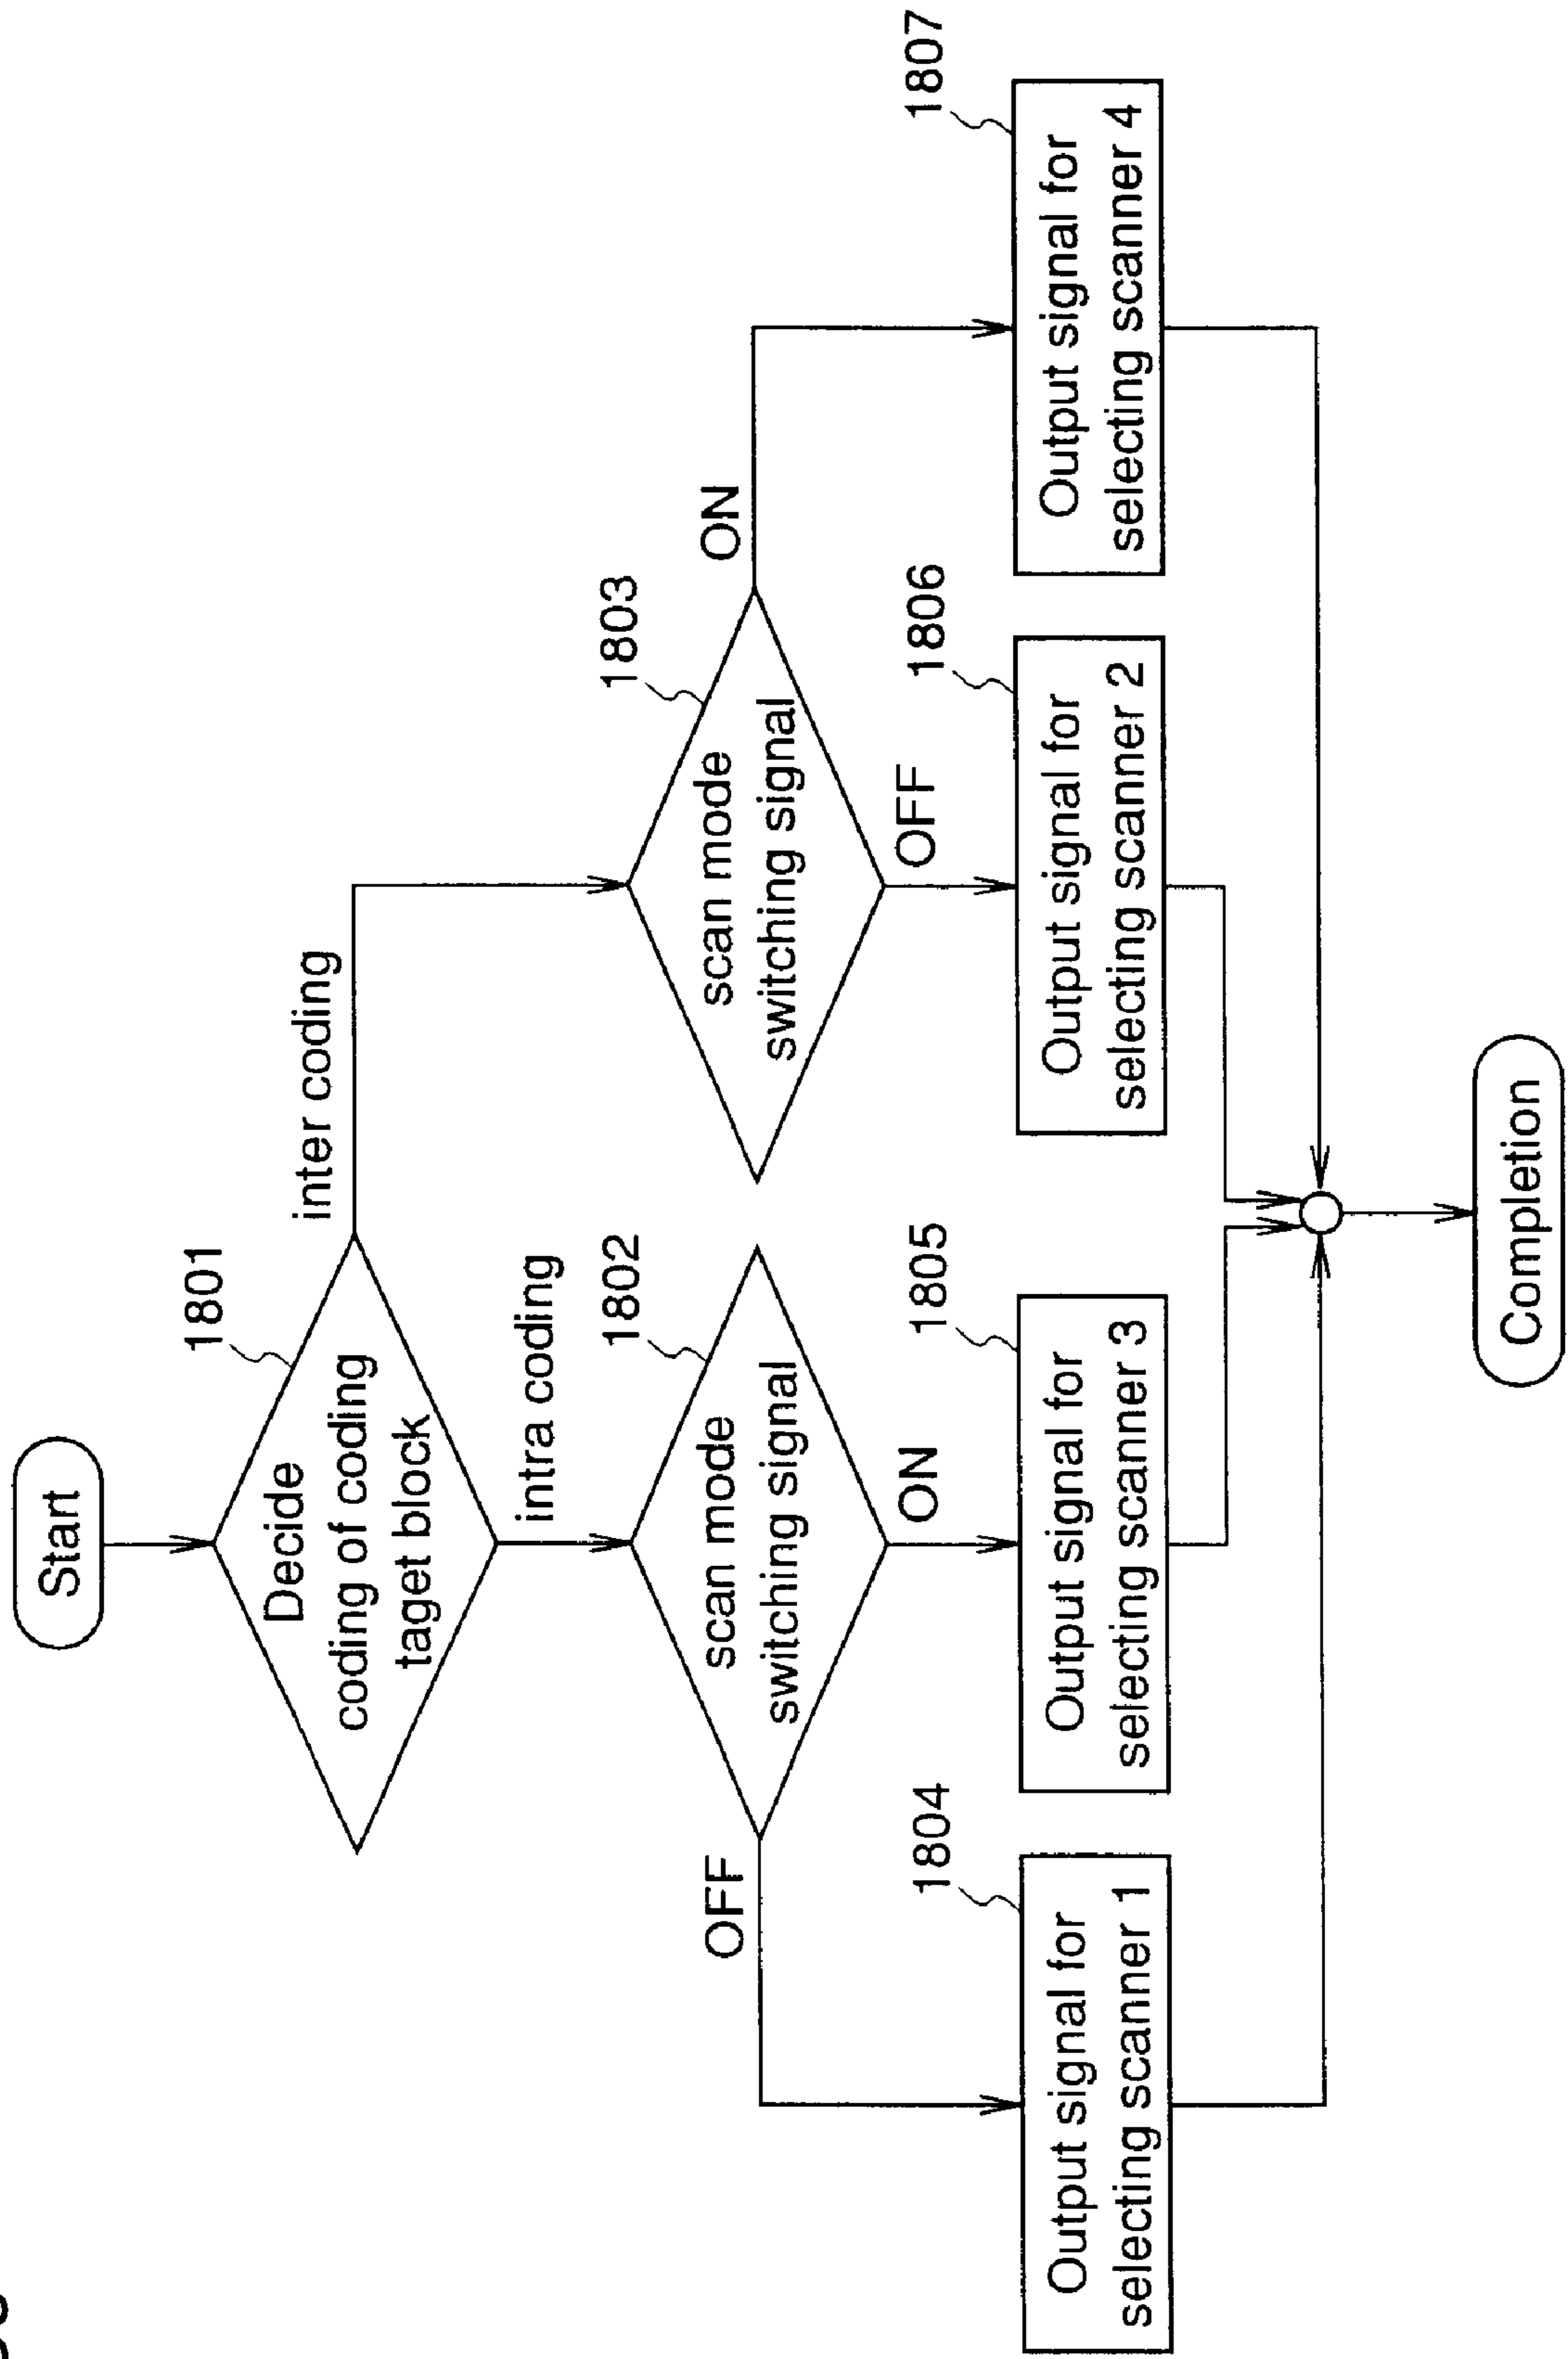 Start
1801
Decide
coding of coding
taget block
inter coding
intra coding
1802
scan mode
switching signal
1803
scan mode
switching signal
OFF
ON
OFF
ON
1804
Output signal for
selecting scanner 1
1805
Output signal for
selecting scanner 3
1806
Output signal for
selecting scanner 2
1807
Output signal for
selecting scanner 4
Completion